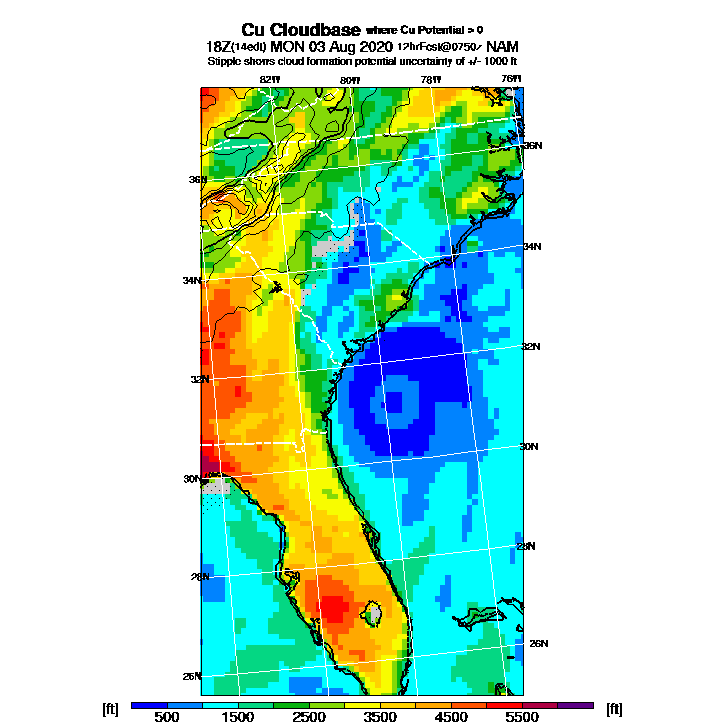 Cu Cloudbase where Cu Potential > 0
18Z(14edt) MON 03 Aug 2020 12hrFcst@0750z NAM
Stipple shows cloud formation potential uncertainty of +/- 1000 ft
82W 80W 78W 76W
36N 36N
34N 34N
32N 32N
30N 30N
28N 28N
26N 26N
[ft] 500 1500 2500 3500 4500 5500 [ft]